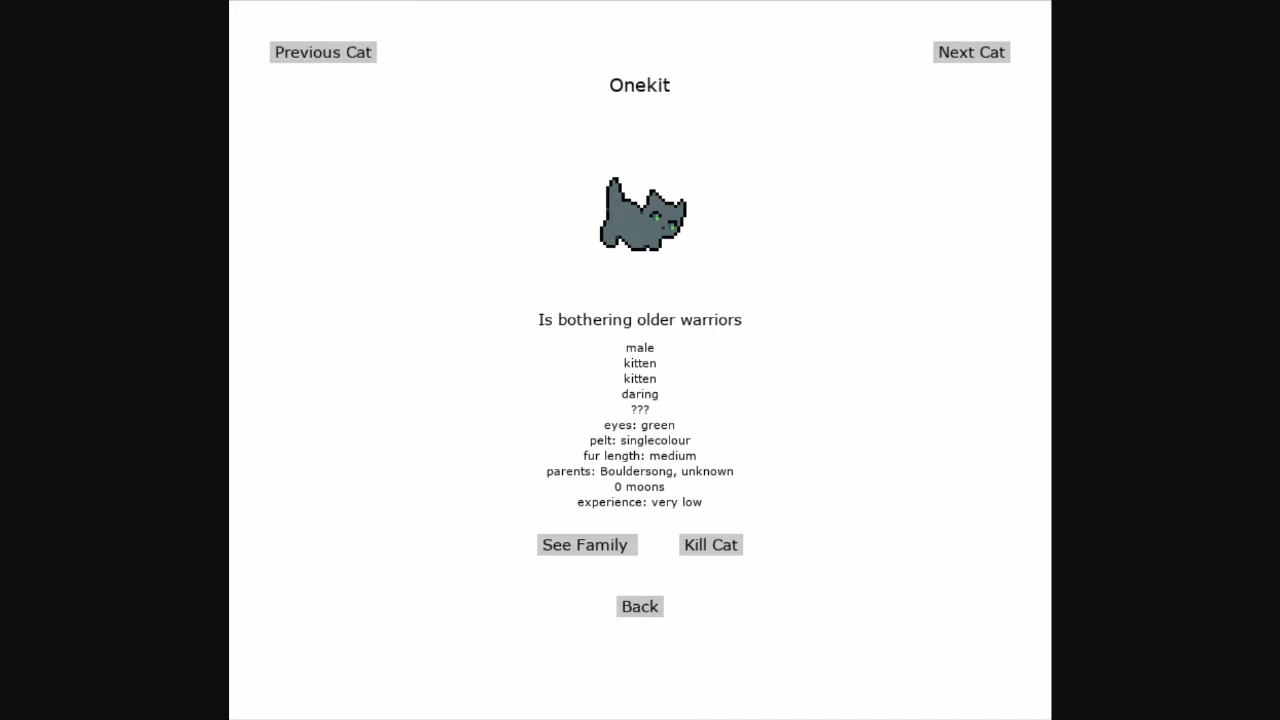 Previous Cat
Next Cat
Onekit
Is bothering older warriors
male
kitten
kitten
daring
???
eyes: green
pelt: singlecolour
fur length: medium
parents: Bouldersong, unknown
0 moons
experience: very low
See Family
Kill Cat
Back